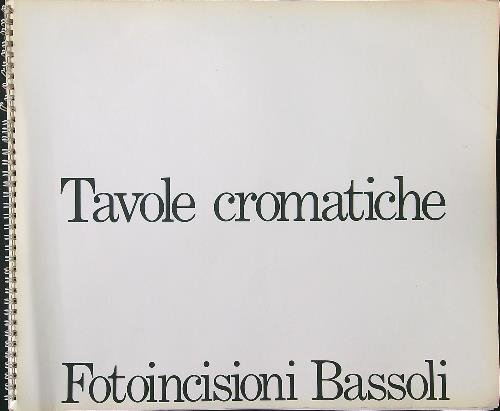 Tavole cromatiche
Fotoincisioni Bassoli